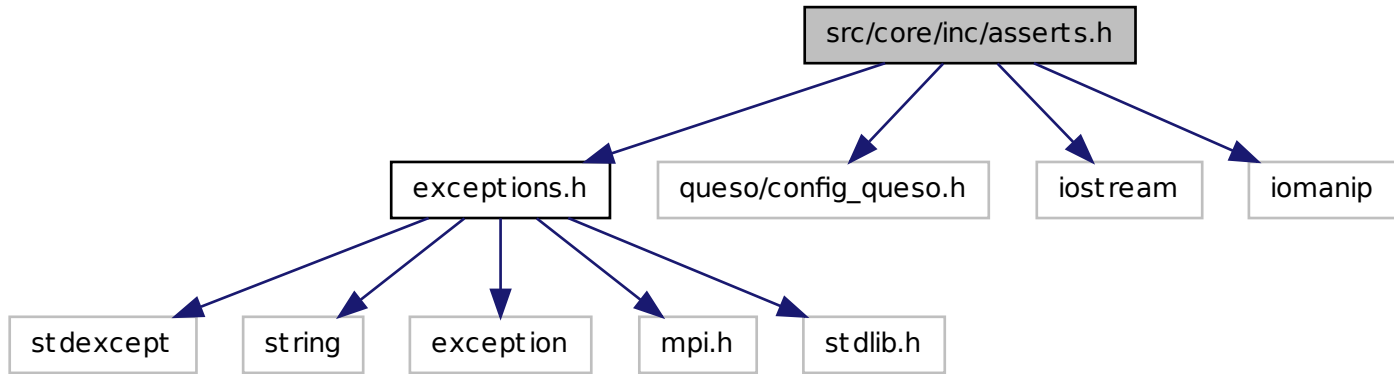 src/core/inc/asserts.h
exceptions.h
queso/config_queso.h
iostream
iomanip
stdexcept
string
exception
mpi.h
stdlib.h